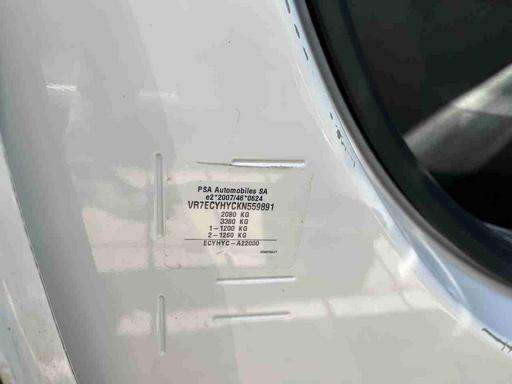 PSA Automobiles SA
e2*2007/46*0624
VR7ECYHYCKN559891
2080 KG
3380 KG
1-1200 KG
2-1260 KG
ECYHYC-A22000